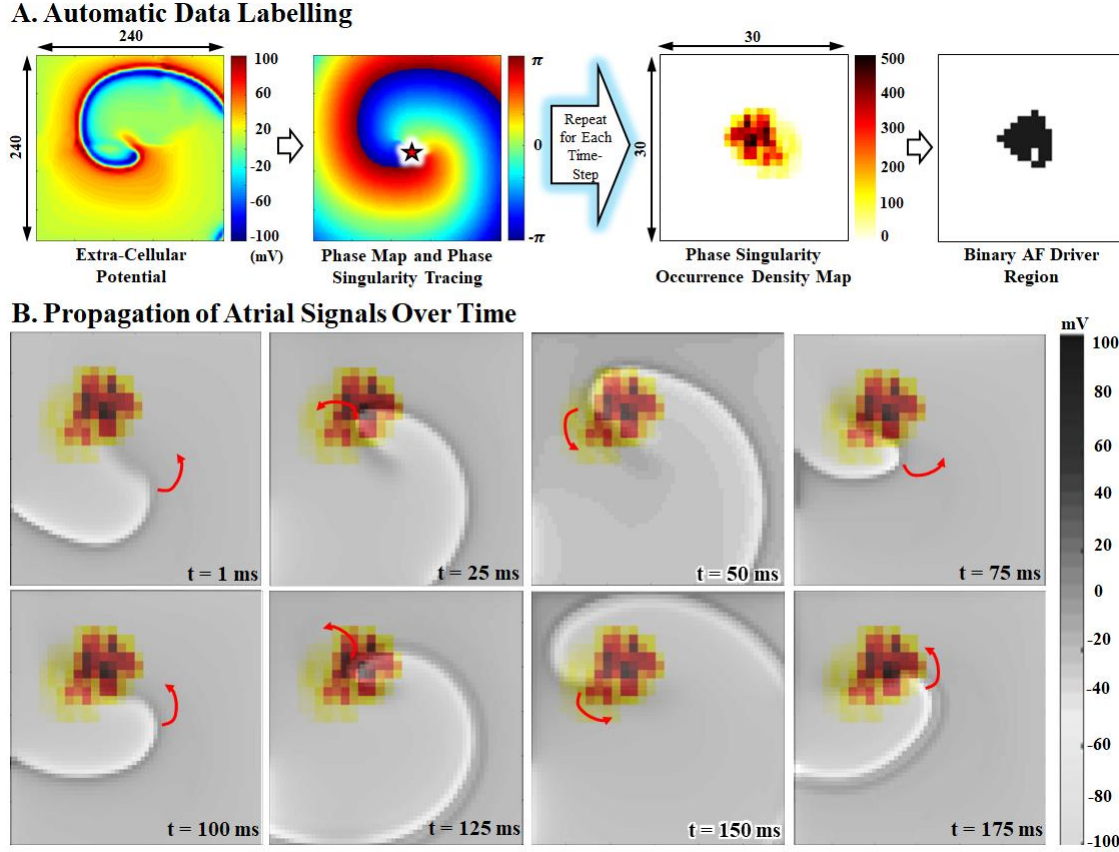 A. Automatic Data Labelling
240
240
100
60
20
-20
-60
-100
(mV)
Extra-Cellular
Potential
π
0
-π
Phase Map and Phase
Singularity Tracing
Repeat
for Each
Time-
Step
30
30
500
400
300
200
100
0
Phase Singularity
Occurrence Density Map
Binary AF Driver
Region
B. Propagation of Atrial Signals Over Time
mV
100
80
60
40
20
0
-20
-40
-60
-80
-100
t = 1 ms
t = 25 ms
t = 50 ms
t = 75 ms
t = 100 ms
t = 125 ms
t = 150 ms
t = 175 ms